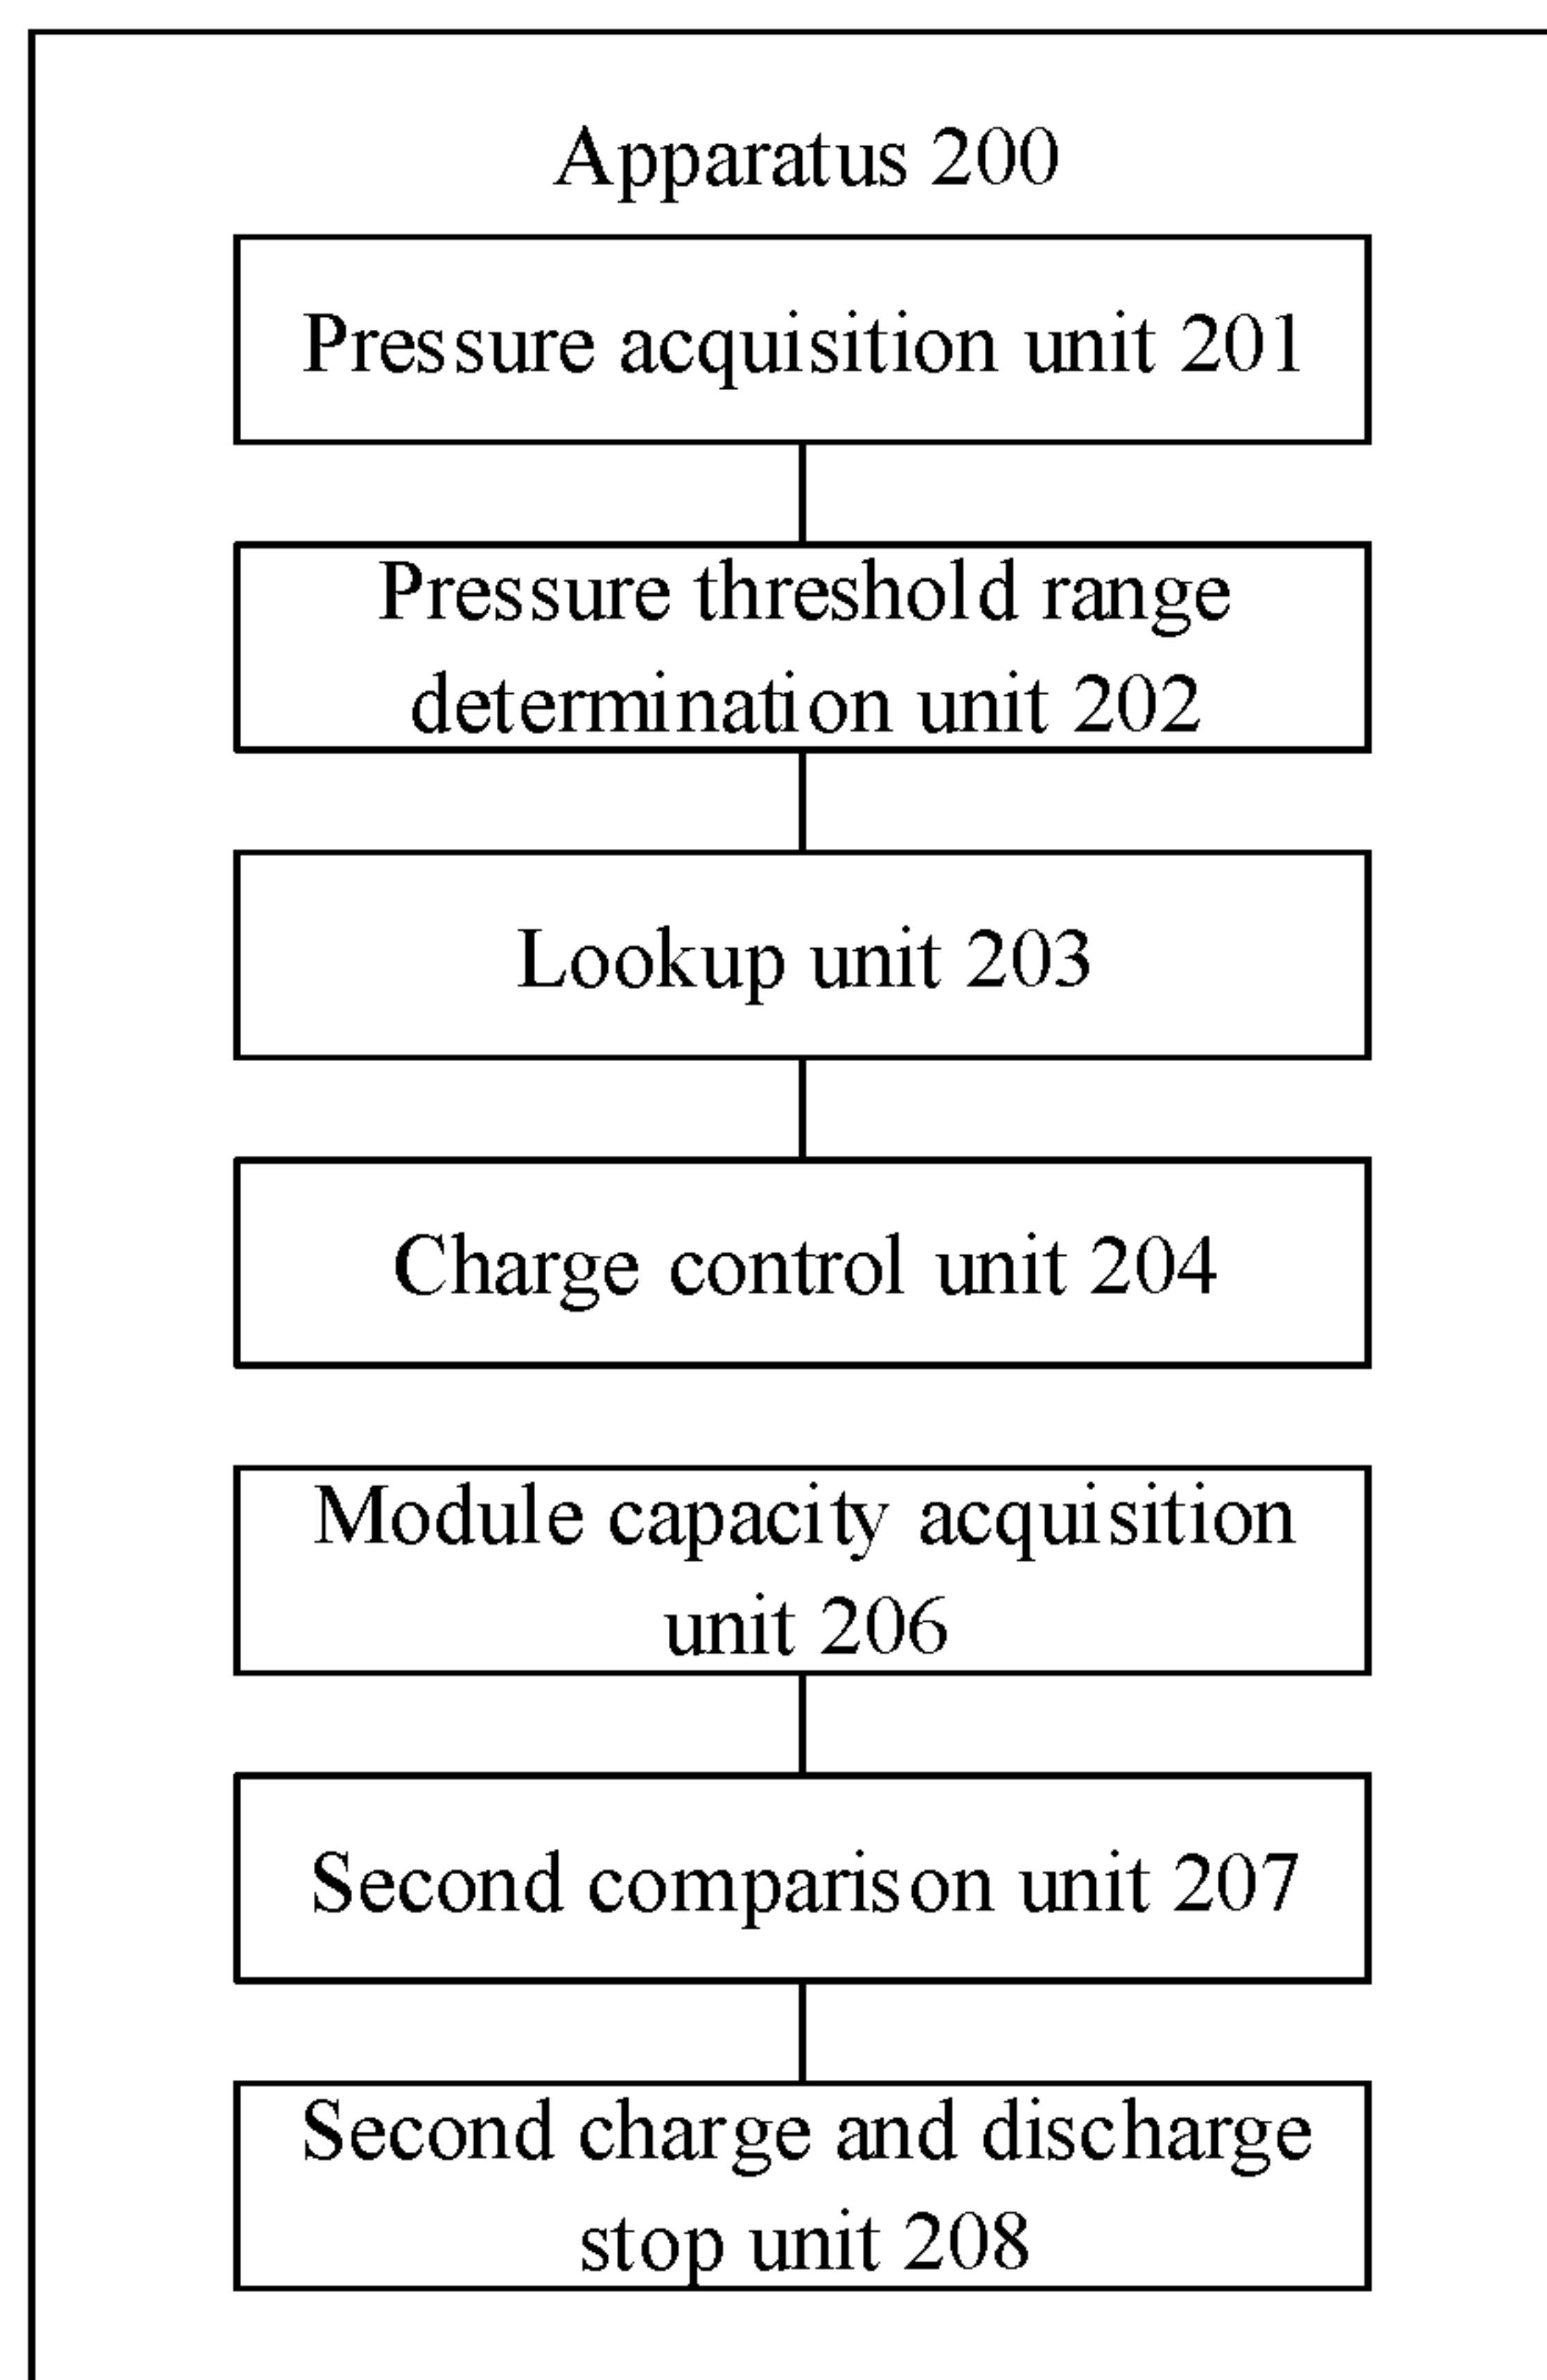 Apparatus 200
Pressure acquisition unit 201
Pressure threshold range
determination unit 202
Lookup unit 203
Charge control unit 204
Module capacity acquisition
unit 206
Second comparison unit 207
Second charge and discharge
stop unit 208